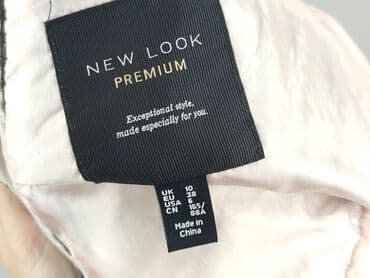 NEW LOOK
PREMIUM
Exceptional style,
made especially for you.
UK 10
EU 38
USA 6
CN 165/
88A
Made in
China